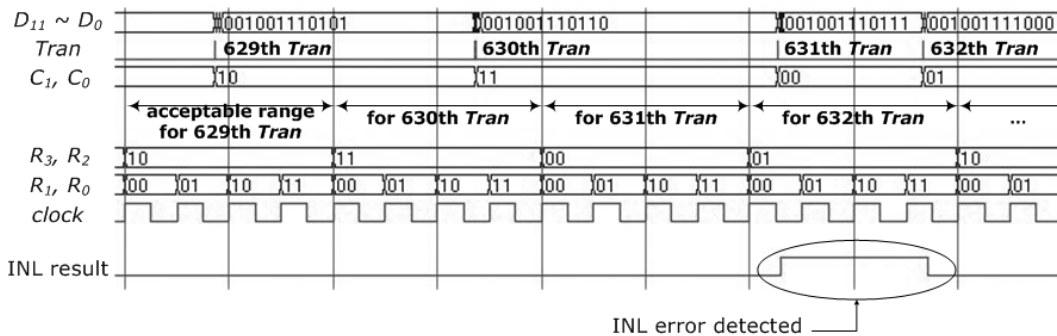 D11 ~ D0 001001110101 001001110110 001001110111 001001111000
Tran 629th Tran 630th Tran 631th Tran 632th Tran
C1, C0 10 11 00 01
acceptable range for 629th Tran for 630th Tran for 631th Tran for 632th Tran ...
R3, R2 10 11 00 01 10
R1, R0 00 01 10 11 00 01 10 11 00 01 10 11 00 01 10 11 00 01
clock
INL result
INL error detected